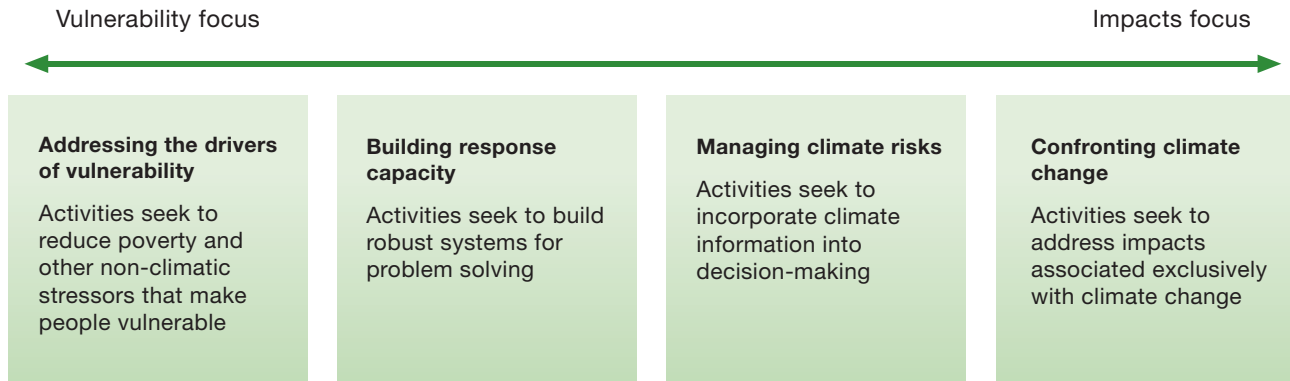 Vulnerability focus
Impacts focus
Addressing the drivers
of vulnerability
Activities seek to
reduce poverty and
other non-climatic
stressors that make
people vulnerable
Building response
capacity
Activities seek to build
robust systems for
problem solving
Managing climate risks
Activities seek to
incorporate climate
information into
decision-making
Confronting climate
change
Activities seek to
address impacts
associated exclusively
with climate change